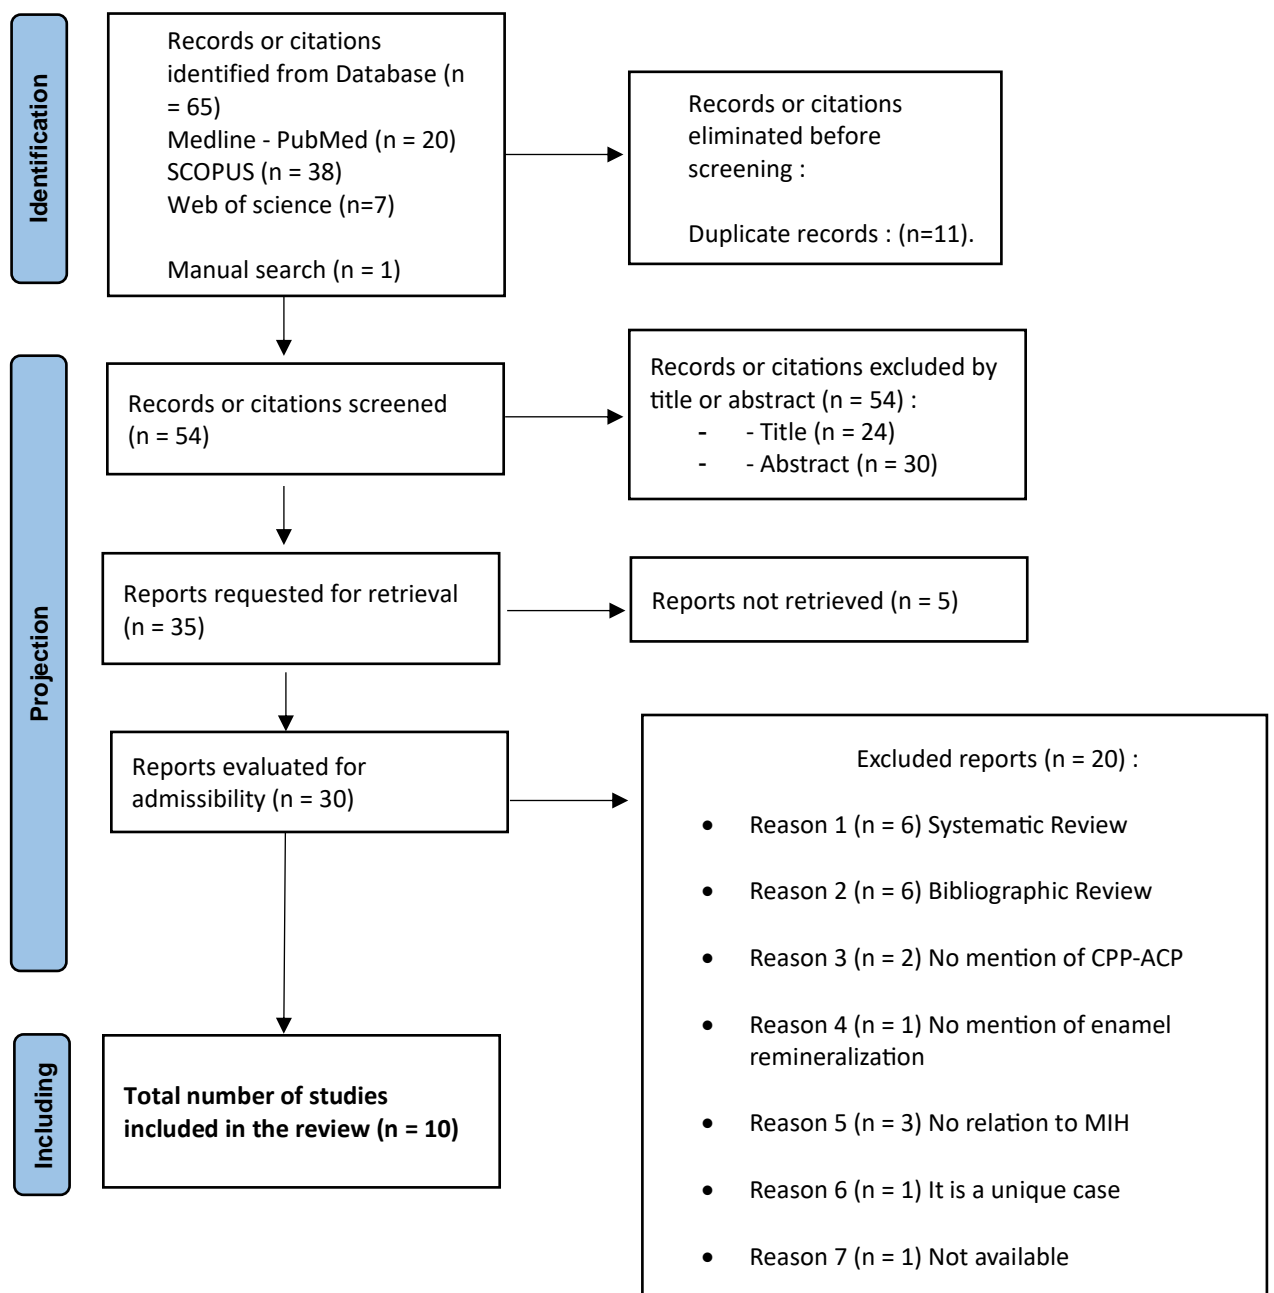 Identification
Records or citations
identified from Database (n
= 65)
Medline - PubMed (n = 20)
SCOPUS (n = 38)
Web of science (n=7)
Manual search (n = 1)
Records or citations
eliminated before
screening :
Duplicate records : (n=11).
Projection
Records or citations screened
(n = 54)
Records or citations excluded by
title or abstract (n = 54) :
- - Title (n = 24)
- - Abstract (n = 30)
Reports requested for retrieval
(n = 35)
Reports not retrieved (n = 5)
Reports evaluated for
admissibility (n = 30)
Excluded reports (n = 20) :
• Reason 1 (n = 6) Systematic Review
• Reason 2 (n = 6) Bibliographic Review
• Reason 3 (n = 2) No mention of CPP-ACP
• Reason 4 (n = 1) No mention of enamel
remineralization
• Reason 5 (n = 3) No relation to MIH
• Reason 6 (n = 1) It is a unique case
• Reason 7 (n = 1) Not available
Including
Total number of studies
included in the review (n = 10)